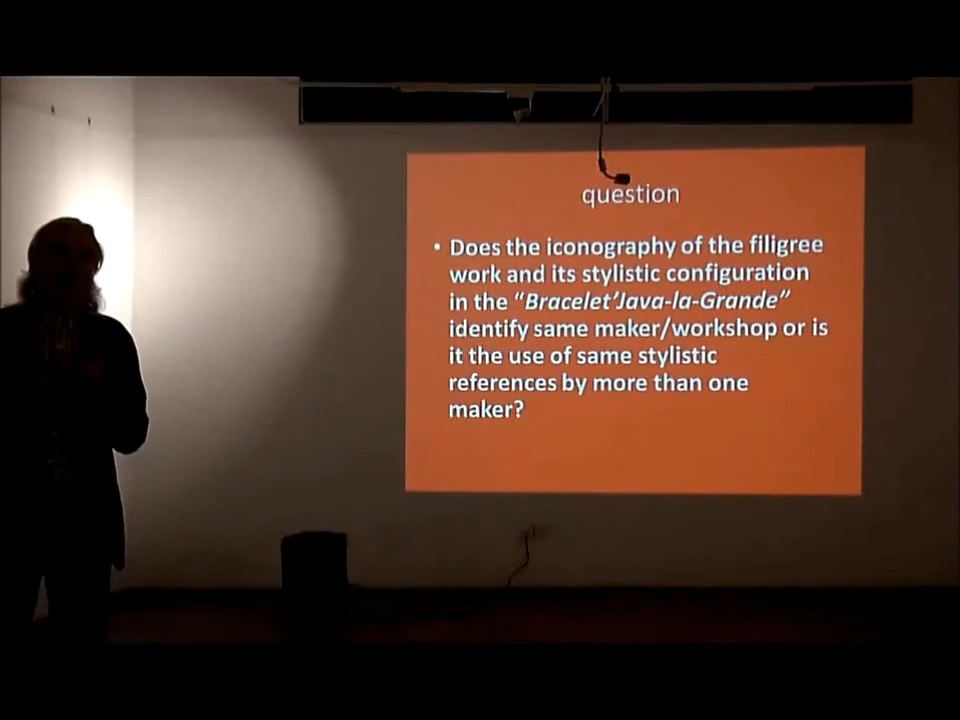 question
• Does the iconography of the filigree
work and its stylistic configuration
in the “Bracelet’Java-la-Grande”
identify same maker/workshop or is
it the use of same stylistic
references by more than one
maker?